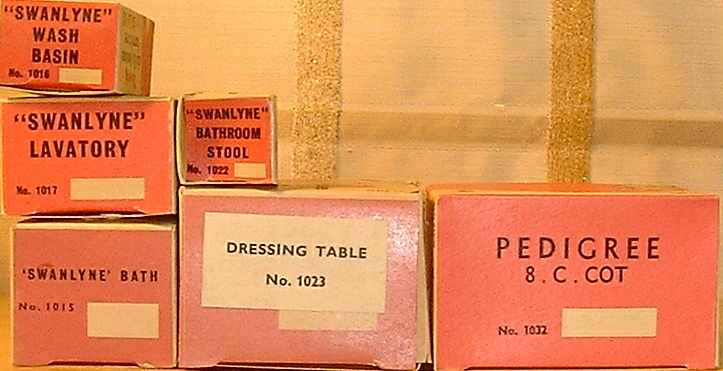 "SWANLYNE"
WASH
BASIN
No. 1016
"SWANLYNE"
LAVATORY
No. 1017
"SWANLYNE"
BATHROOM
STOOL
No. 1022
'SWANLYNE' BATH
No. 1015
DRESSING TABLE
No. 1023
PEDIGREE
8. C. COT
No. 1032